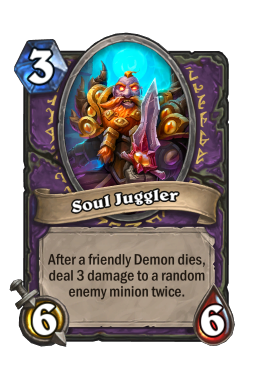 3
Soul Juggler
After a friendly Demon dies,
deal 3 damage to a random
enemy minion twice.
6 6